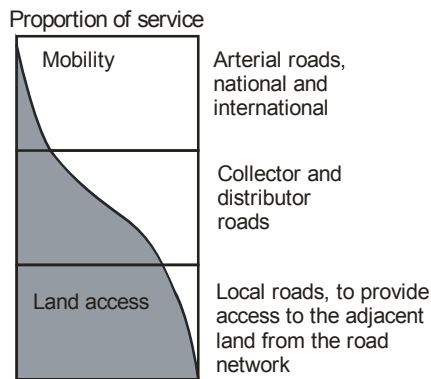 Proportion of service
Mobility
Arterial roads,
national and
international
Collector and
distributor
roads
Land access
Local roads, to provide
access to the adjacent
land from the road
network